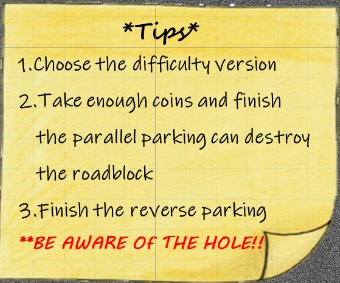 *Tips*
1.Choose the difficulty version
2.Take enough coins and finish
the parallel parking can destroy
the roadblock
3.Finish the reverse parking
**BE AWARE OF THE HOLE!!